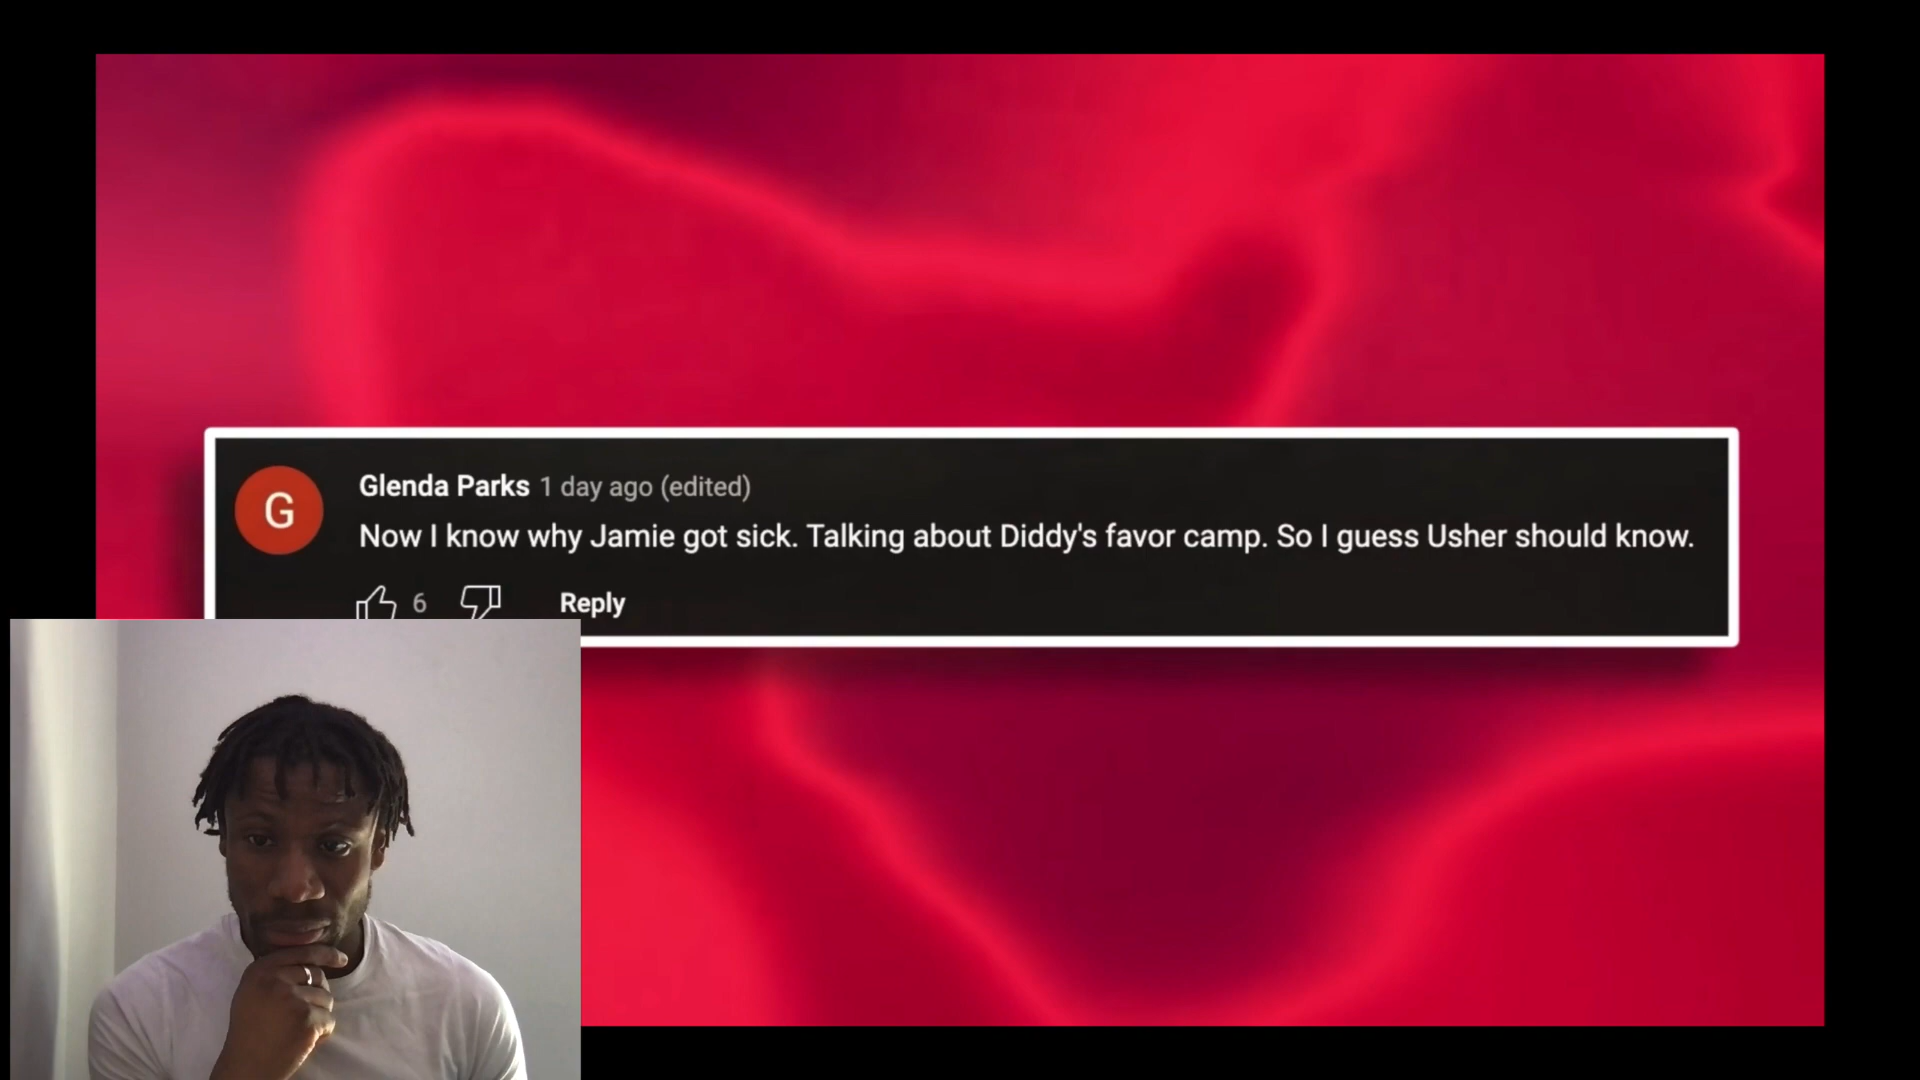 G
Glenda Parks 1 day ago (edited)
Now I know why Jamie got sick. Talking about Diddy's favor camp. So I guess Usher should know.
6 Reply